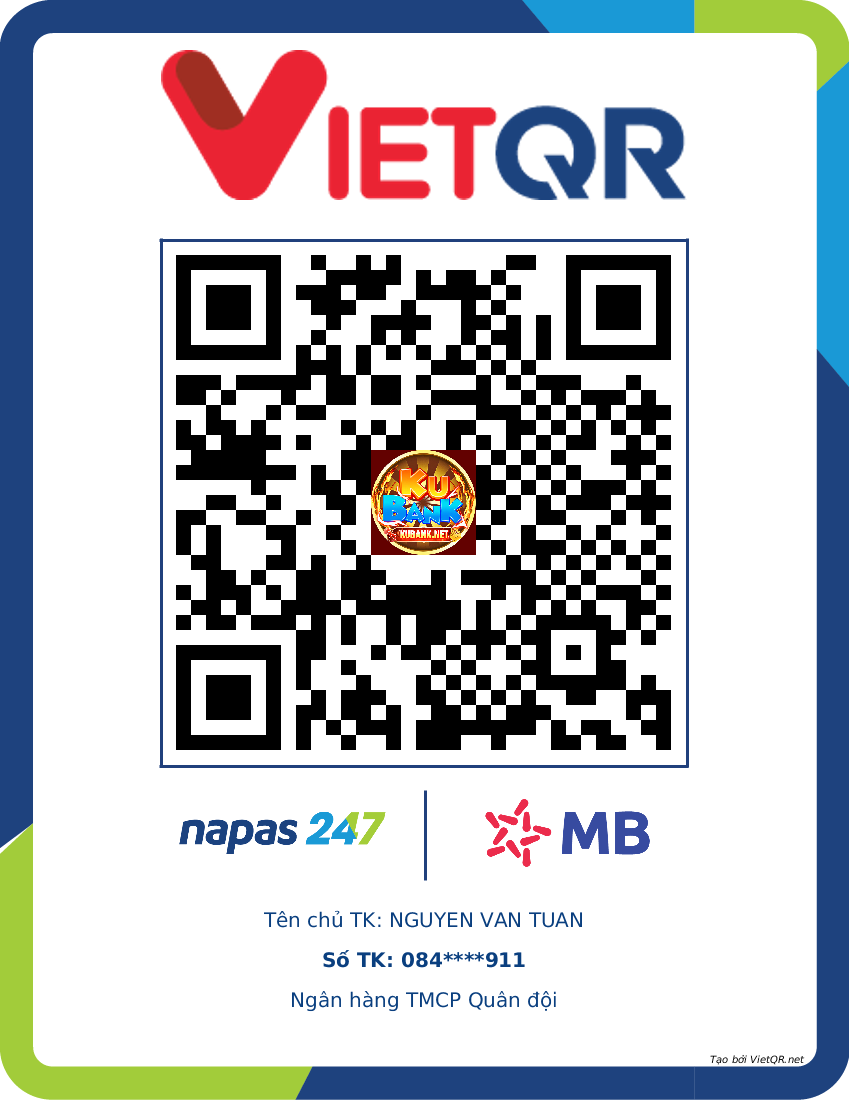 VIETQR
KU
BANK
KUBANK.NET
napas 247
MB
Tên chủ TK: NGUYEN VAN TUAN
Số TK: 084****911
Ngân hàng TMCP Quân đội
Tạo bởi VietQR.net